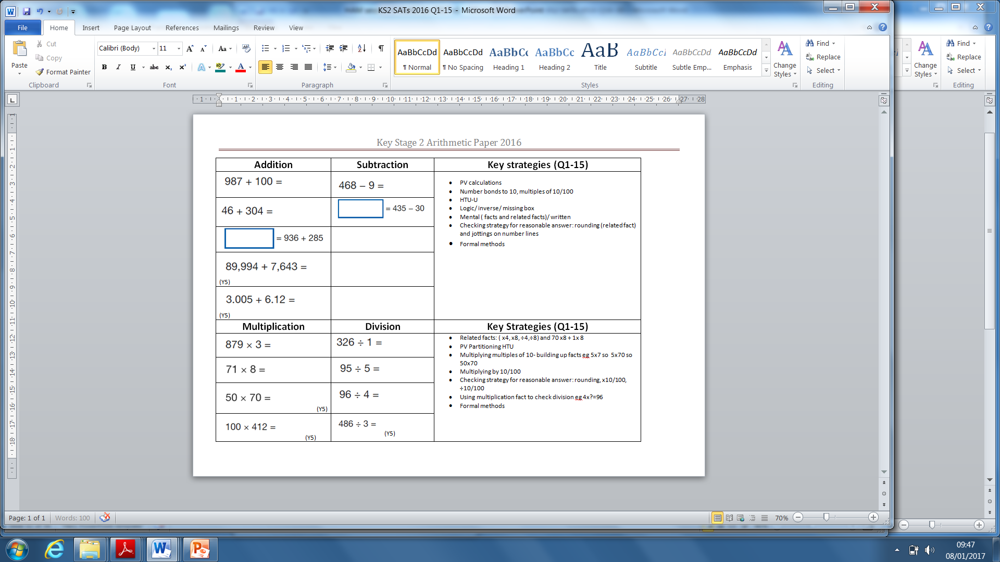 KS2 SATs 2016 Q1-15 - Microsoft Word
File Home Insert Page Layout References Mailings Review View
Paste
Cut
Copy
Format Painter
Clipboard
Calibri (Body) 11
Font
Paragraph
AaBbCcDd AaBbCcDd AaBbCc AaBbCc AaB AaBbCcI AaBbCcDd AaBbCcDd
¶ Normal ¶ No Spacing Heading 1 Heading 2 Title Subtitle Subtle Emp... Emphasis
Styles
Change Styles
Find
Replace
Select
Editing
Change Styles
Find
Replace
Select
Editing
Key Stage 2 Arithmetic Paper 2016
Addition Subtraction Key strategies (Q1-15)
987 + 100 =
468 − 9 =
46 + 304 =
= 435 − 30
= 936 + 285
89,994 + 7,643 =
(Y5)
3.005 + 6.12 =
(Y5)
• PV calculations
• Number bonds to 10, multiples of 10/100
• HTU-U
• Logic/ inverse/ missing box
• Mental ( facts and related facts)/ written
• Checking strategy for reasonable answer: rounding (related fact)
and jottings on number lines
• Formal methods
Multiplication Division Key Strategies (Q1-15)
879 × 3 =
326 ÷ 1 =
71 × 8 =
95 ÷ 5 =
50 × 70 =
(Y5)
96 ÷ 4 =
100 × 412 =
(Y5)
486 ÷ 3 =
(Y5)
• Related facts: ( x4, x8, ÷4,÷8) and 70 x8 + 1x 8
• PV Partitioning HTU
• Multiplying multiples of 10- building up facts eg 5x7 so 5x70 so
50x70
• Multiplying by 10/100
• Checking strategy for reasonable answer: rounding, x10/100,
÷10/100
• Using multiplication fact to check division eg 4x?=96
• Formal methods
Page: 1 of 1 Words: 100
70%
09:47
08/01/2017